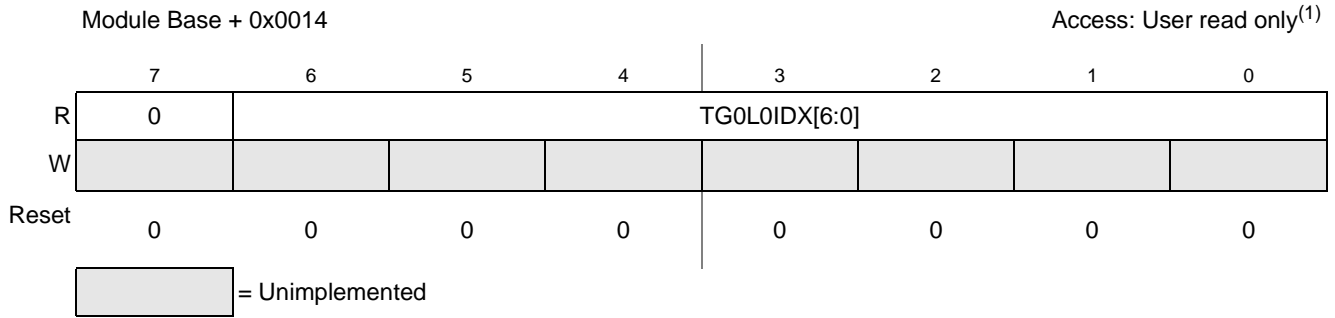 Module Base + 0x0014 Access: User read only(1)
7 6 5 4 3 2 1 0
R 0 TG0L0IDX[6:0]
W
Reset 0 0 0 0 0 0 0 0
= Unimplemented